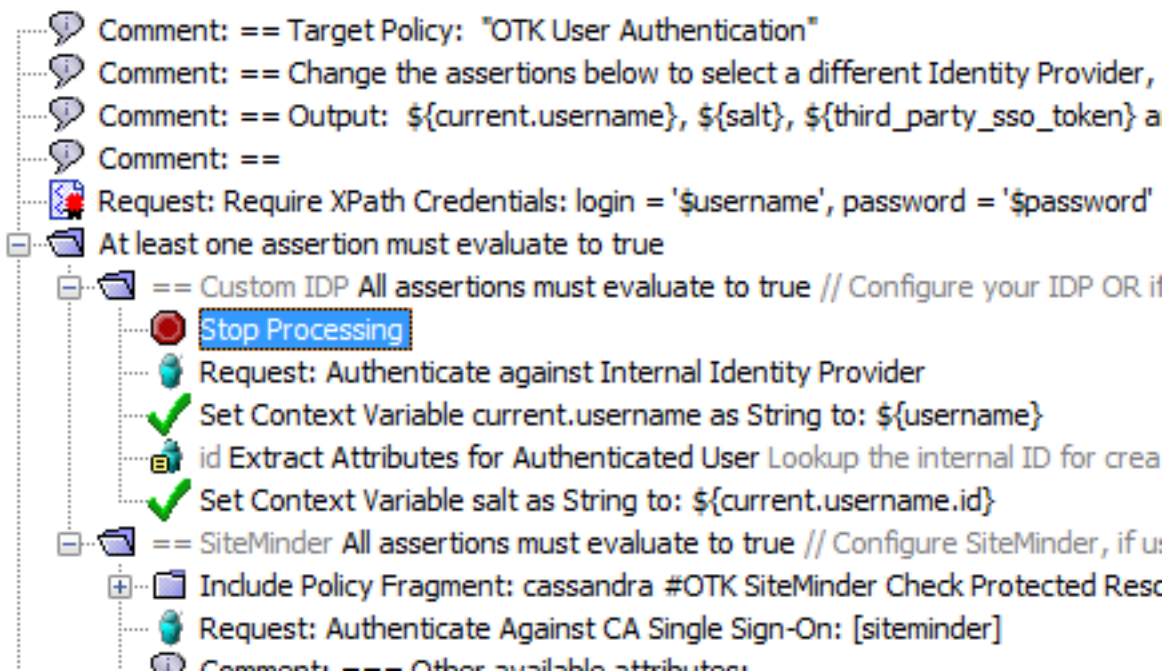 Comment: == Target Policy: "OTK User Authentication"
Comment: == Change the assertions below to select a different Identity Provider,
Comment: == Output: ${current.username}, ${salt}, ${third_party_sso_token} a
Comment: ==
Request: Require XPath Credentials: login = '$username', password = '$password'
At least one assertion must evaluate to true
== Custom IDP All assertions must evaluate to true // Configure your IDP OR if
Stop Processing
Request: Authenticate against Internal Identity Provider
Set Context Variable current.username as String to: ${username}
id Extract Attributes for Authenticated User Lookup the internal ID for crea
Set Context Variable salt as String to: ${current.username.id}
== SiteMinder All assertions must evaluate to true // Configure SiteMinder, if us
Include Policy Fragment: cassandra #OTK SiteMinder Check Protected Reso
Request: Authenticate Against CA Single Sign-On: [siteminder]
Comment: === Other available attributes: